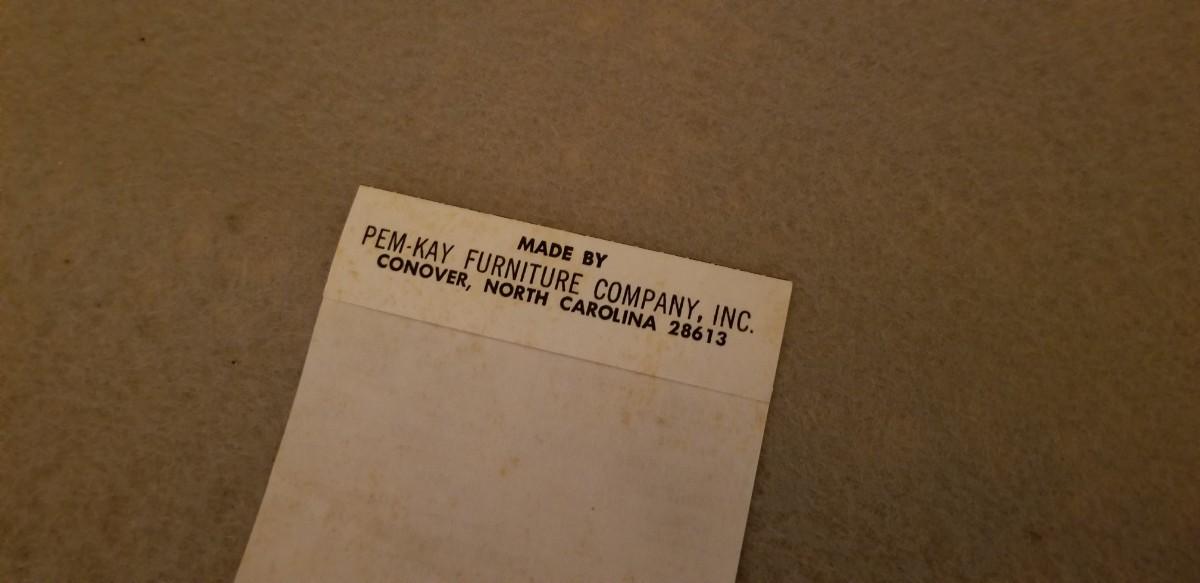 MADE BY
PEM-KAY FURNITURE COMPANY, INC.
CONOVER, NORTH CAROLINA 28613